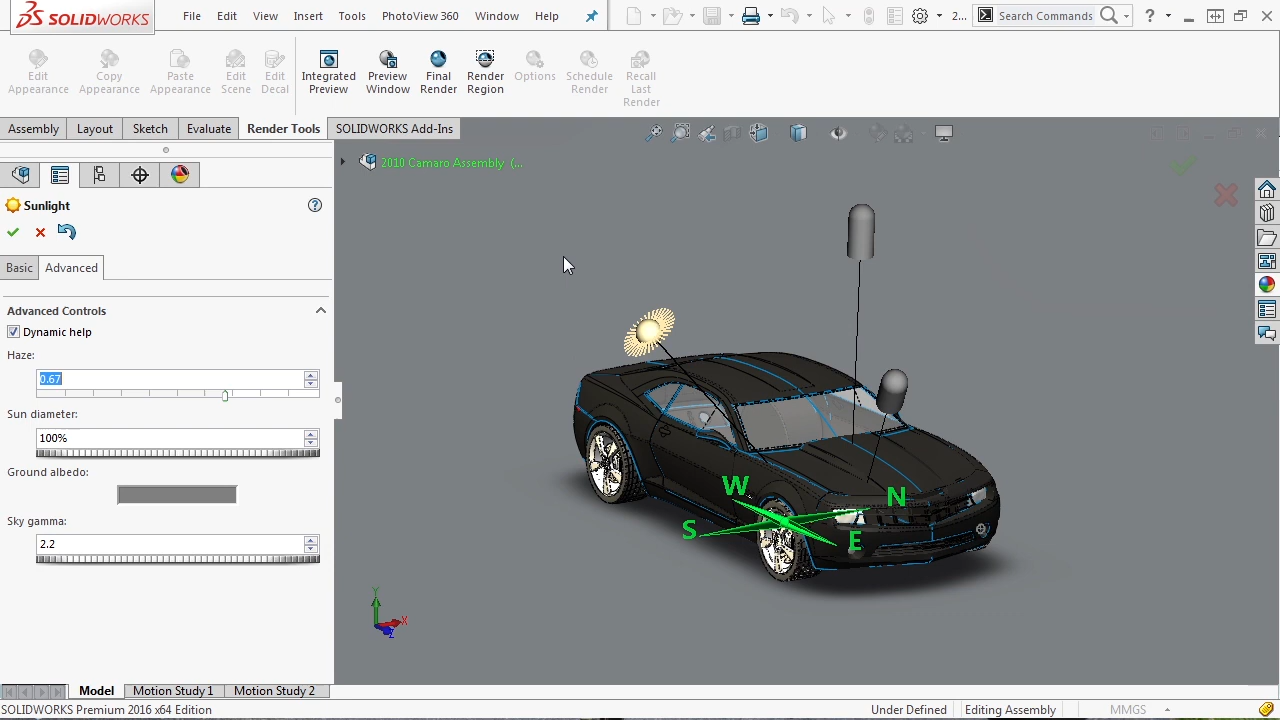 SOLIDWORKS File Edit View Insert Tools PhotoView 360 Window Help 2... Search Commands ?
Edit Appearance
Copy Appearance
Paste Appearance
Edit Scene
Edit Decal
Integrated Preview
Preview Window
Final Render
Render Region
Options
Schedule Render
Recall Last Render
Assembly Layout Sketch Evaluate Render Tools SOLIDWORKS Add-Ins
2010 Camaro Assembly (...
Sunlight ?
Basic Advanced
Advanced Controls
Dynamic help
Haze:
0.67
Sun diameter:
100%
Ground albedo:
Sky gamma:
2.2
W
N
S
E
Y
X
Z
Model Motion Study 1 Motion Study 2
SOLIDWORKS Premium 2016 x64 Edition Under Defined Editing Assembly MMGS